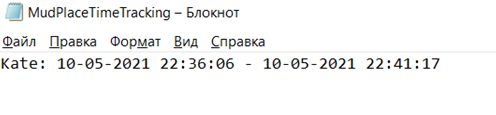 MudPlaceTimeTracking – Блокнот
Файл Правка Формат Вид Справка
Kate: 10-05-2021 22:36:06 - 10-05-2021 22:41:17